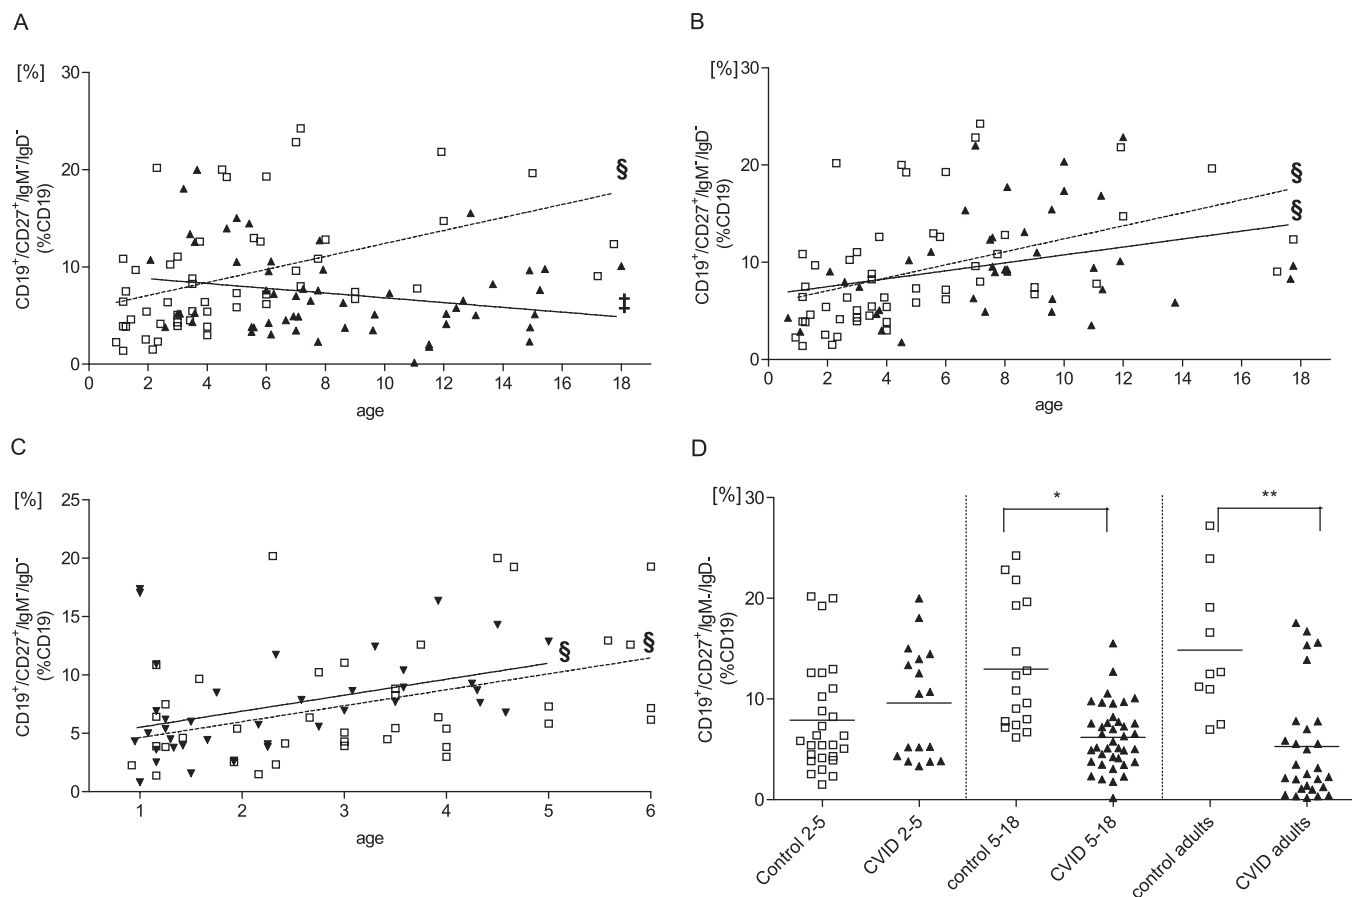 A
[%]
CD19+/CD27+/IgM-/IgD-
(%CD19)
30
20
10
0
§
‡
0 2 4 6 8 10 12 14 16 18
age
B
[%]
CD19+/CD27+/IgM-/IgD-
(%CD19)
30
20
10
0
§
§
0 2 4 6 8 10 12 14 16 18
age
C
[%]
CD19+/CD27+/IgM-/IgD-
(%CD19)
25
20
15
10
5
0
§ §
1 2 3 4 5 6
age
D
[%]
CD19+/CD27+/IgM-/IgD-
(%CD19)
30
20
10
0
* **
Control 2-5
CVID 2-5
control 5-18
CVID 5-18
control adults
CVID adults